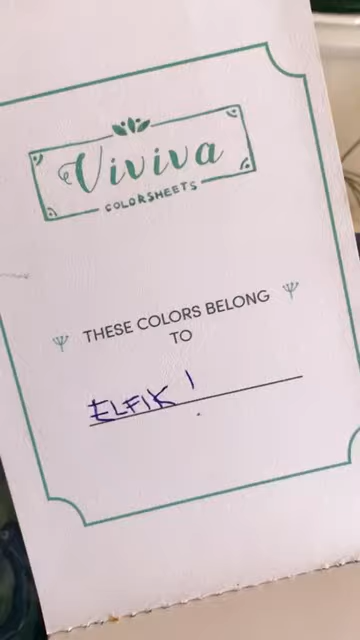 Viviva
COLORSHEETS
THESE COLORS BELONG
TO
ELFIK !